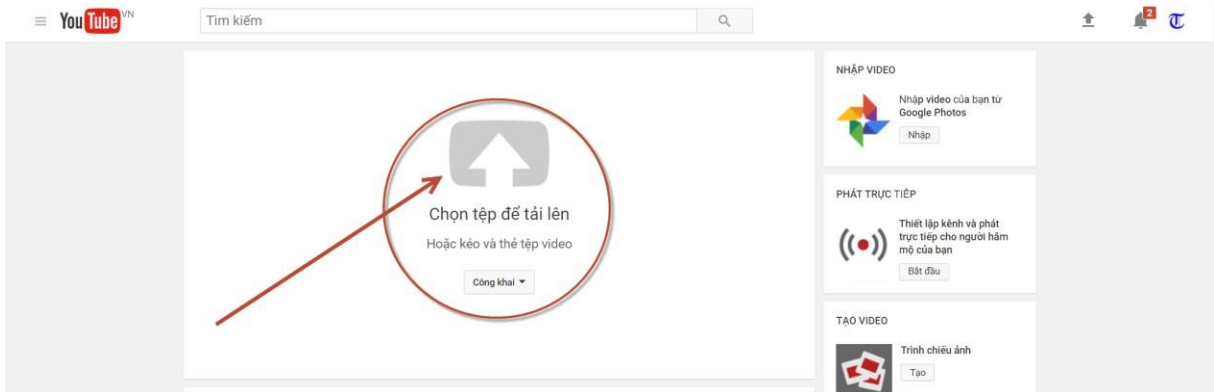 YouTube VN
Tìm kiếm
2
Chọn tệp để tải lên
Hoặc kéo và thẻ tệp video
Công khai
NHẬP VIDEO
Nhập video của bạn từ
Google Photos
Nhập
PHÁT TRỰC TIẾP
Thiết lập kênh và phát
trực tiếp cho người hâm
mộ của bạn
Bắt đầu
TẠO VIDEO
Trình chiếu ảnh
Tạo